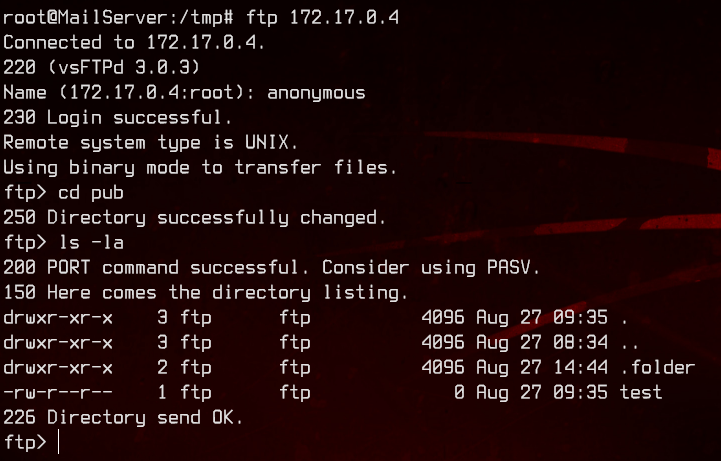 root@MailServer:/tmp# ftp 172.17.0.4
Connected to 172.17.0.4.
220 (vsFTPd 3.0.3)
Name (172.17.0.4:root): anonymous
230 Login successful.
Remote system type is UNIX.
Using binary mode to transfer files.
ftp> cd pub
250 Directory successfully changed.
ftp> ls -la
200 PORT command successful. Consider using PASV.
150 Here comes the directory listing.
drwxr-xr-x    3 ftp      ftp          4096 Aug 27 09:35 .
drwxr-xr-x    3 ftp      ftp          4096 Aug 27 08:34 ..
drwxr-xr-x    2 ftp      ftp          4096 Aug 27 14:44 .folder
-rw-r--r--    1 ftp      ftp             0 Aug 27 09:35 test
226 Directory send OK.
ftp>